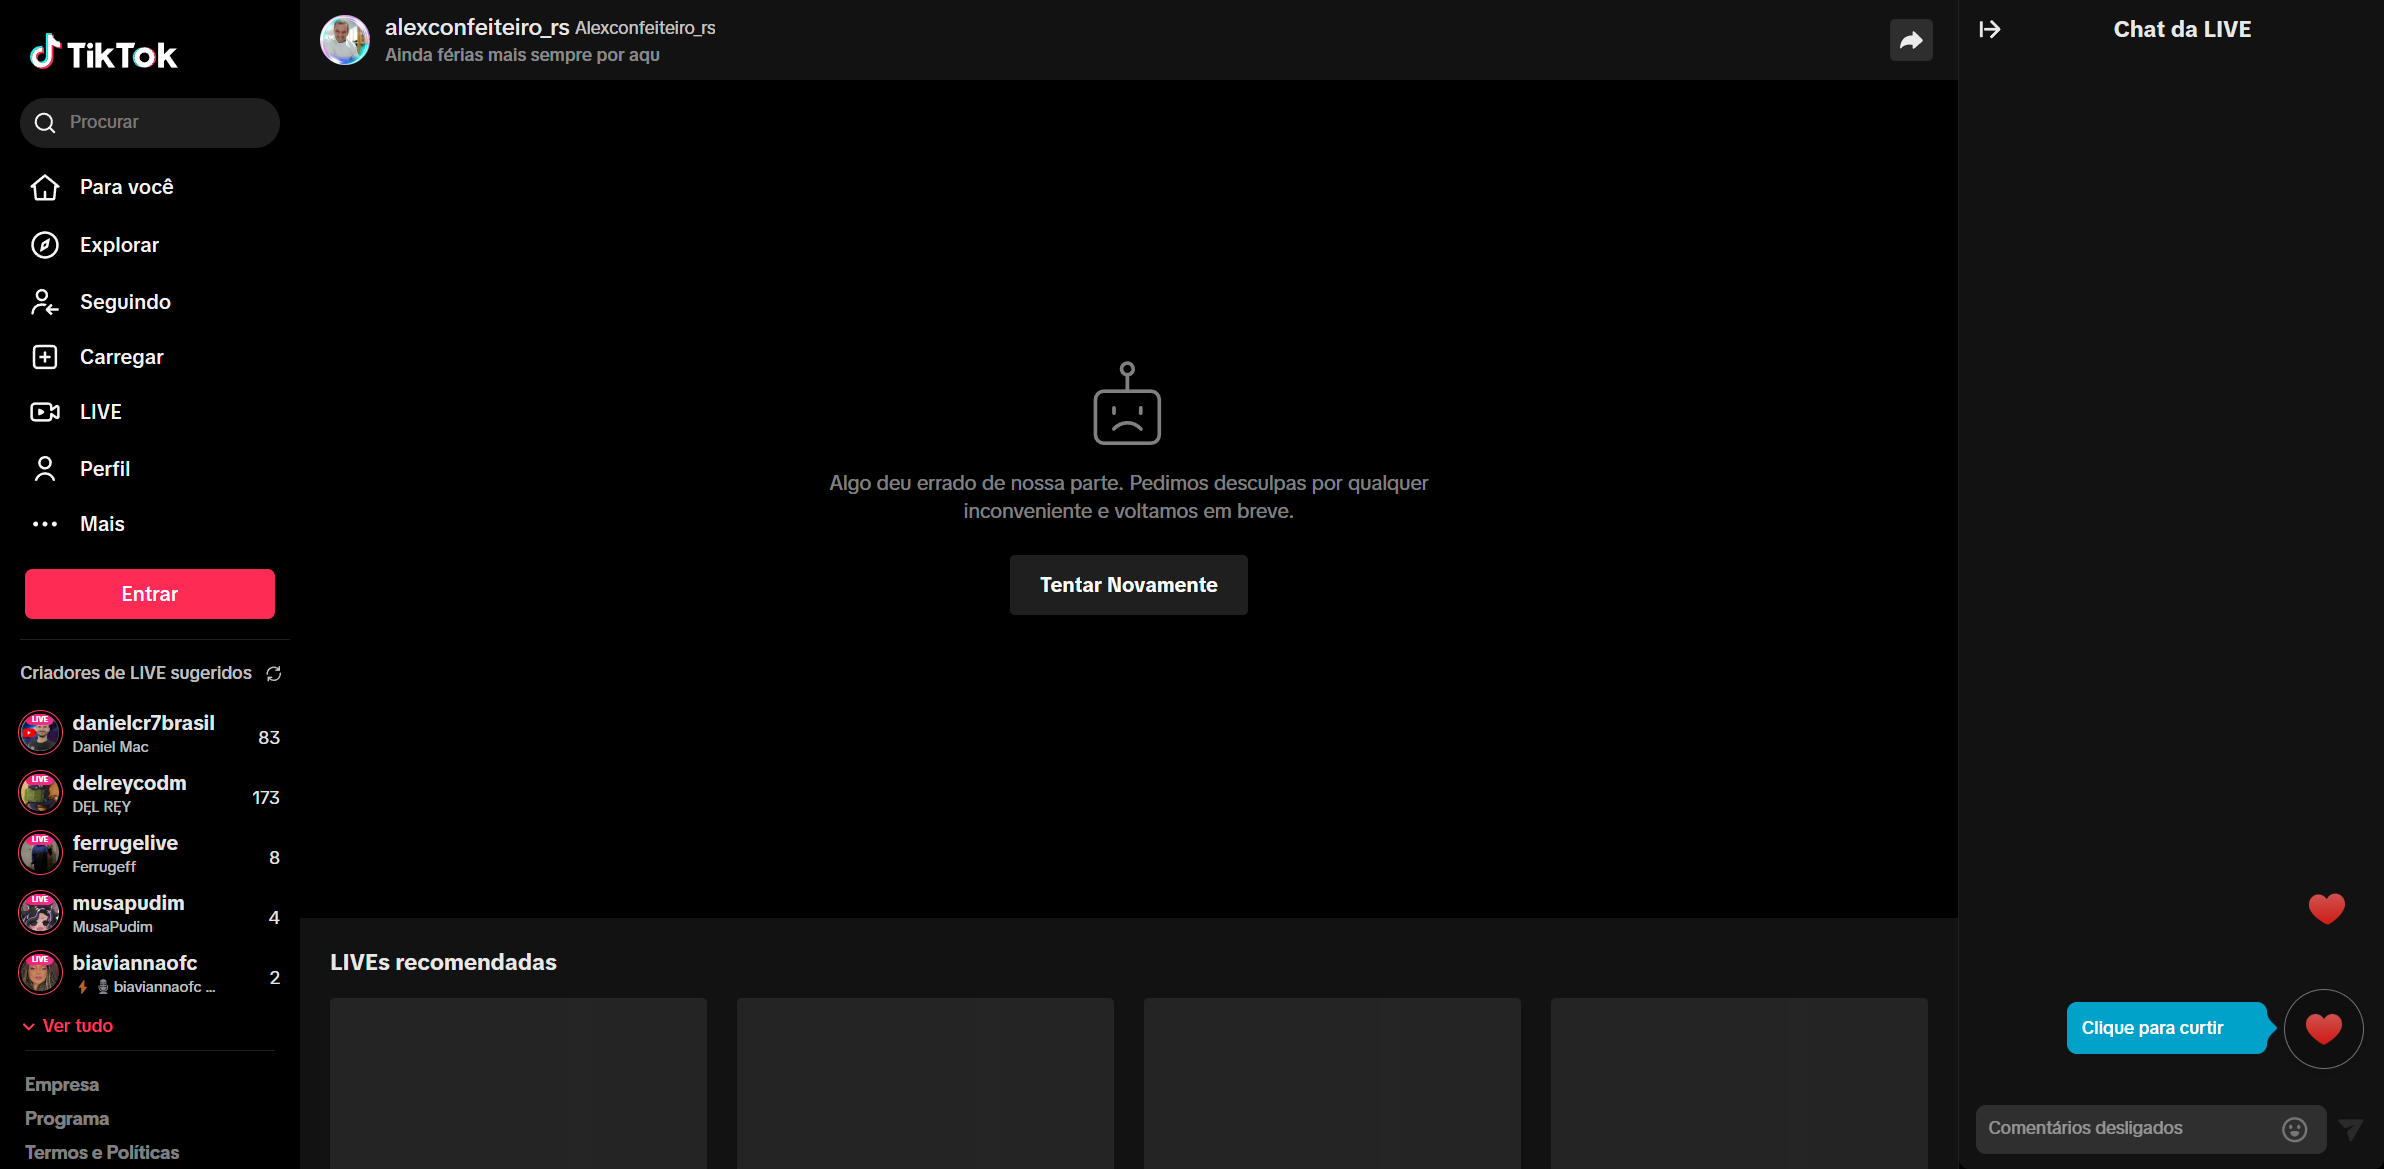 TikTok
Procurar
Para você
Explorar
Seguindo
Carregar
LIVE
Perfil
Mais
Entrar
Criadores de LIVE sugeridos
LIVE
danielcr7brasil
Daniel Mac
83
LIVE
delreycodm
DȨL RȨY
173
LIVE
ferrugelive
Ferrugeff
8
LIVE
musapudim
MusaPudim
4
LIVE
biaviannaofc
biaviannaofc ...
2
Ver tudo
Empresa
Programa
Termos e Políticas
alexconfeiteiro_rs Alexconfeiteiro_rs
Ainda férias mais sempre por aqu
Algo deu errado de nossa parte. Pedimos desculpas por qualquer
inconveniente e voltamos em breve.
Tentar Novamente
LIVEs recomendadas
Chat da LIVE
Clique para curtir
Comentários desligados